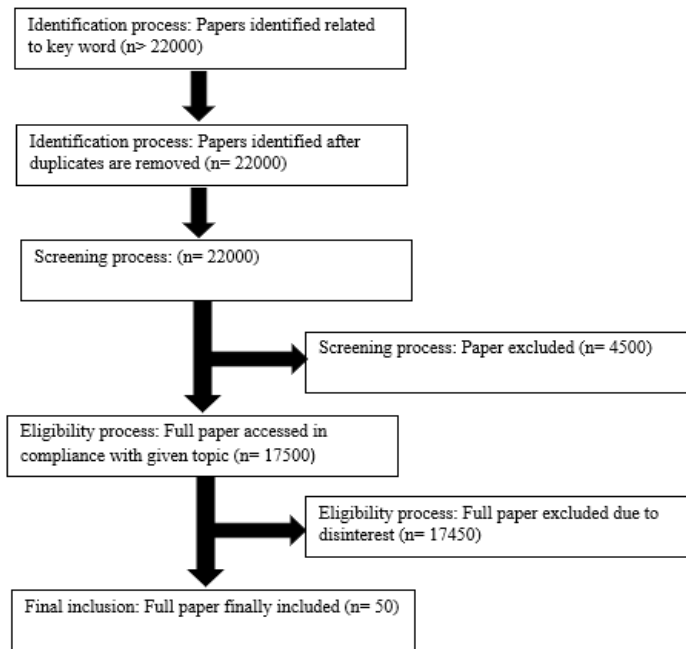 Identification process: Papers identified related
to key word (n> 22000)
Identification process: Papers identified after
duplicates are removed (n= 22000)
Screening process: (n= 22000)
Screening process: Paper excluded (n= 4500)
Eligibility process: Full paper accessed in
compliance with given topic (n= 17500)
Eligibility process: Full paper excluded due to
disinterest (n= 17450)
Final inclusion: Full paper finally included (n= 50)